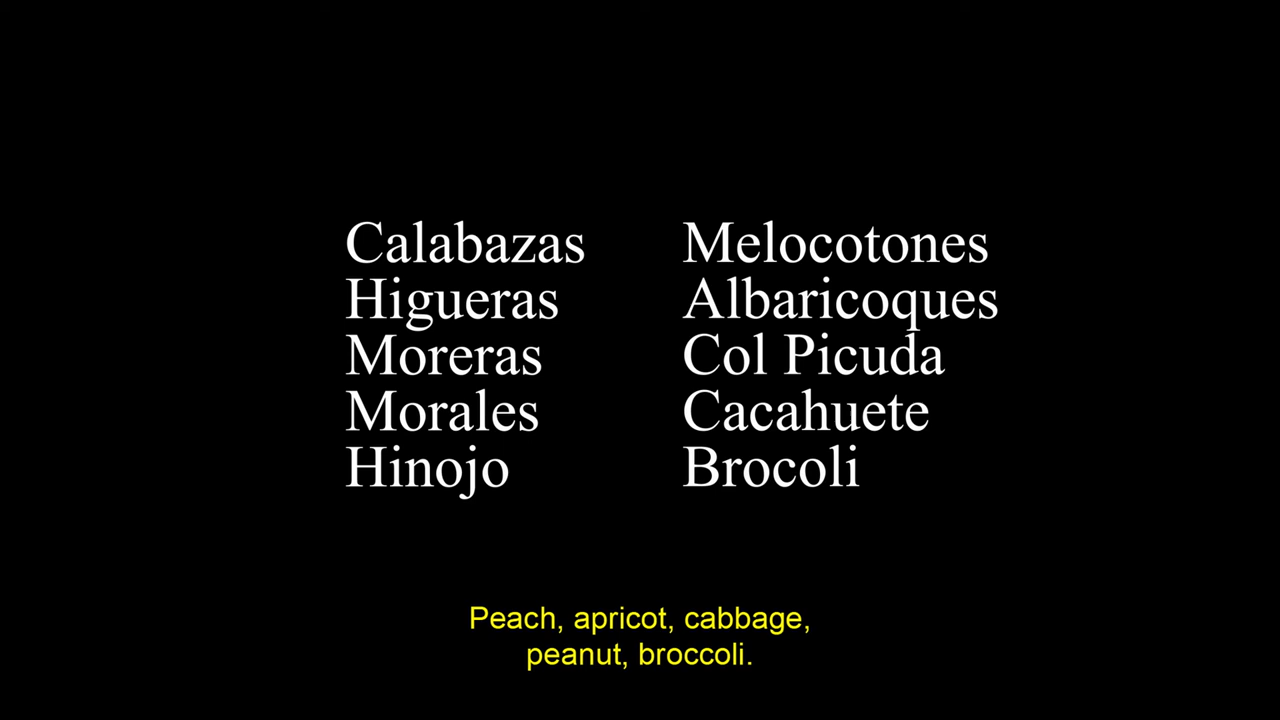 Calabazas
Higueras
Moreras
Morales
Hinojo
Melocotones
Albaricoques
Col Picuda
Cacahuete
Brocoli
Peach, apricot, cabbage,
peanut, broccoli.